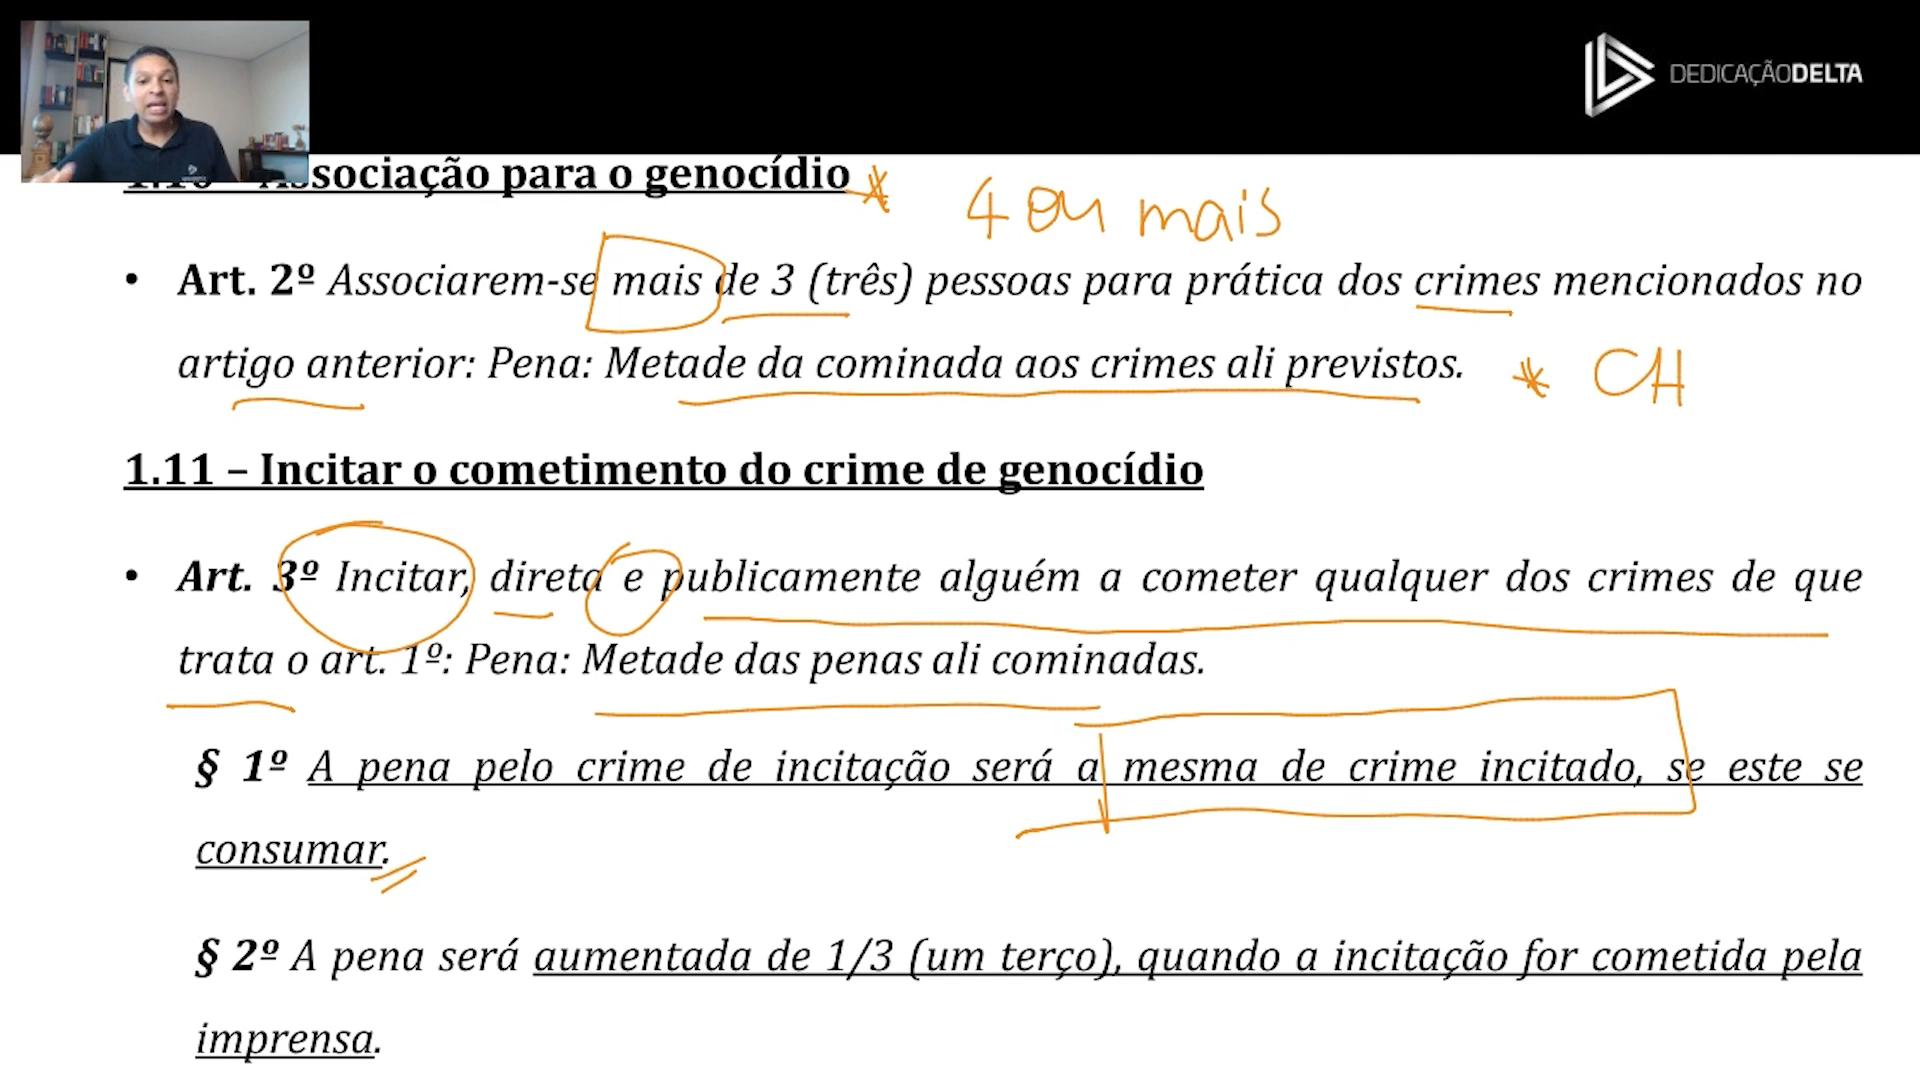 DEDICAÇÃODELTA
1.10 – Associação para o genocídio * 4 ou mais
• Art. 2º Associarem-se mais de 3 (três) pessoas para prática dos crimes mencionados no
artigo anterior: Pena: Metade da cominada aos crimes ali previstos. * CH
1.11 – Incitar o cometimento do crime de genocídio
• Art. 3º Incitar, direta e publicamente alguém a cometer qualquer dos crimes de que
trata o art. 1º: Pena: Metade das penas ali cominadas.
§ 1º A pena pelo crime de incitação será a mesma de crime incitado, se este se
consumar.
§ 2º A pena será aumentada de 1/3 (um terço), quando a incitação for cometida pela
imprensa.